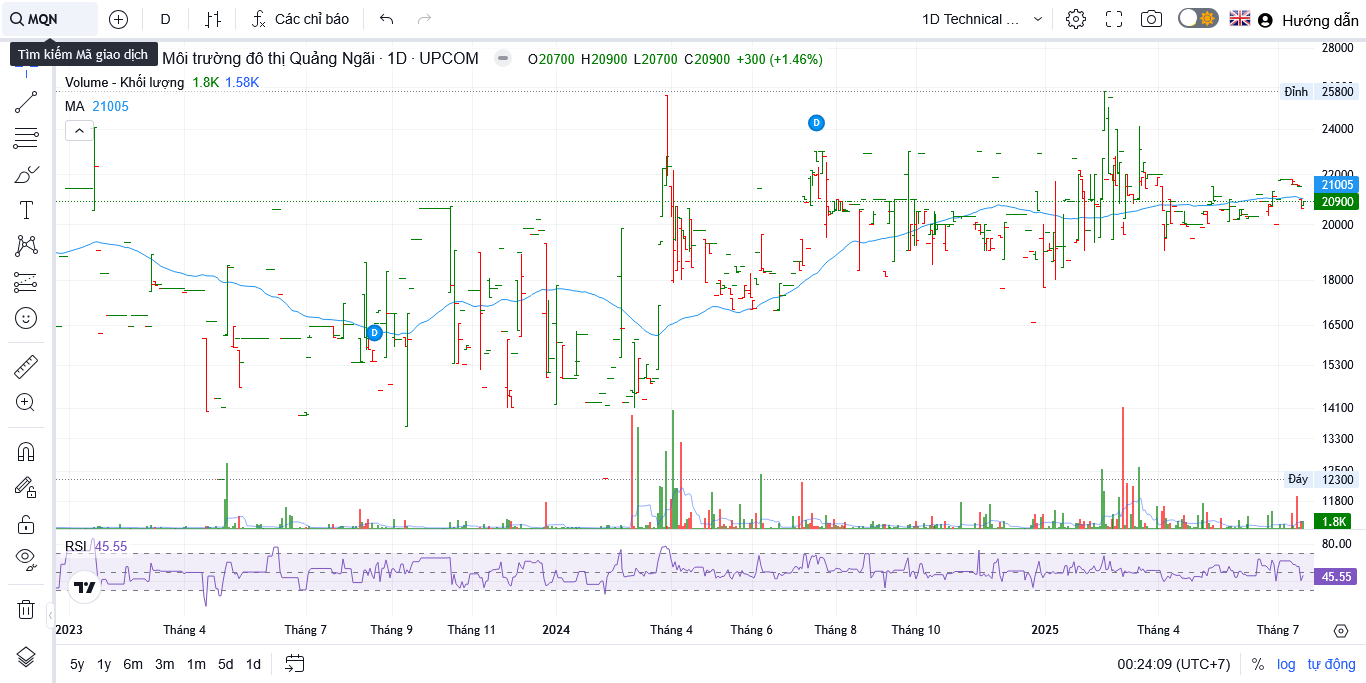 MQN D Các chỉ báo 1D Technical ... Hướng dẫn
Tìm kiếm Mã giao dịch
Môi trường đô thị Quảng Ngãi · 1D · UPCOM O20700 H20900 L20700 C20900 +300 (+1.46%)
Volume - Khối lượng 1.8K 1.58K
MA 21005
28000
Đỉnh 25800
24000
22000
21005
20900
20000
18000
16500
15300
14100
13300
12500
Đáy 12300
11800
1.8K
D
D
RSI 45.55
80.00
45.55
2023 Tháng 4 Tháng 7 Tháng 9 Tháng 11 2024 Tháng 4 Tháng 6 Tháng 8 Tháng 10 2025 Tháng 4 Tháng 7
5y 1y 6m 3m 1m 5d 1d 00:24:09 (UTC+7) % log tự động